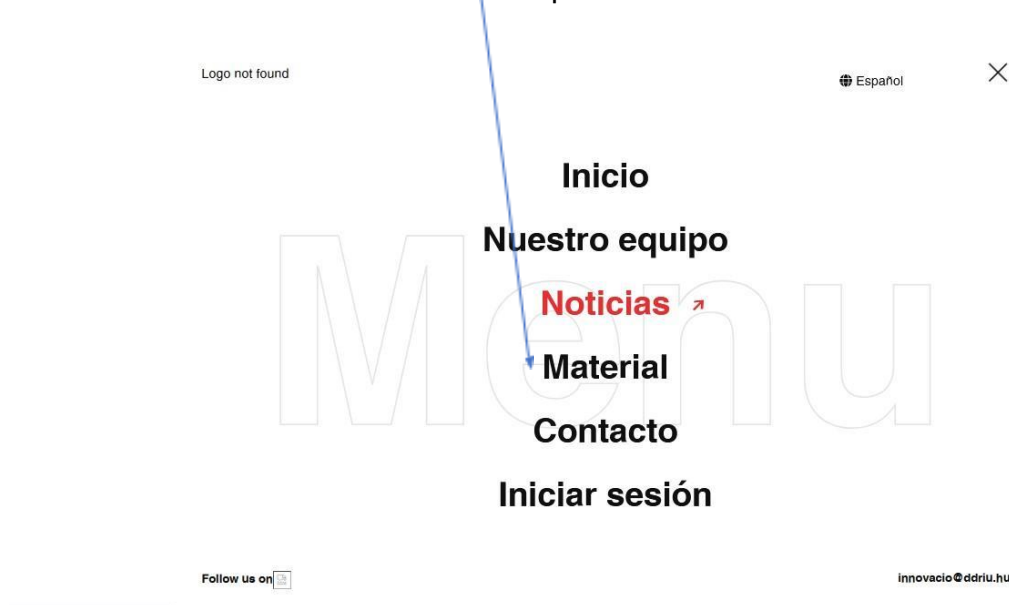 Logo not found
Español
Menu
Inicio
Nuestro equipo
Noticias
Material
Contacto
Iniciar sesión
Follow us on
innovacio@ddriu.hu